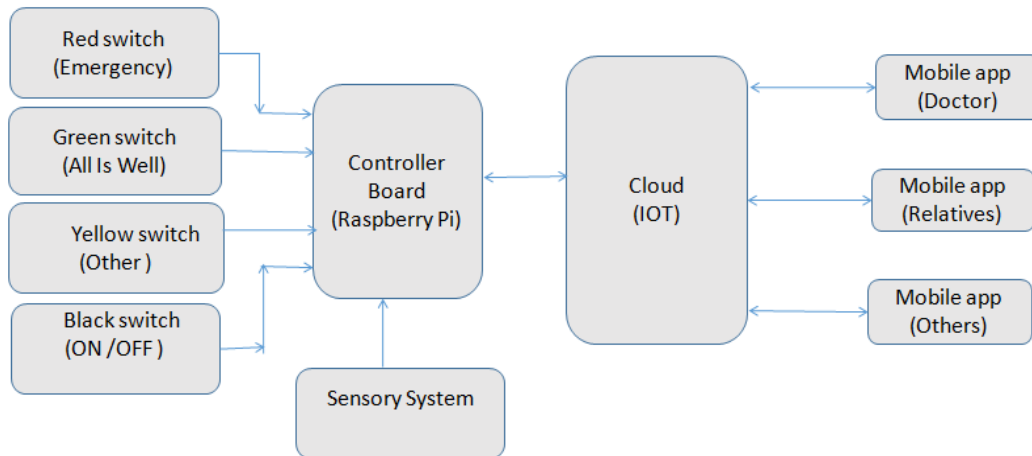 Red switch
(Emergency)
Green switch
(All Is Well)
Yellow switch
(Other )
Black switch
(ON /OFF )
Controller
Board
(Raspberry Pi)
Sensory System
Cloud
(IOT)
Mobile app
(Doctor)
Mobile app
(Relatives)
Mobile app
(Others)